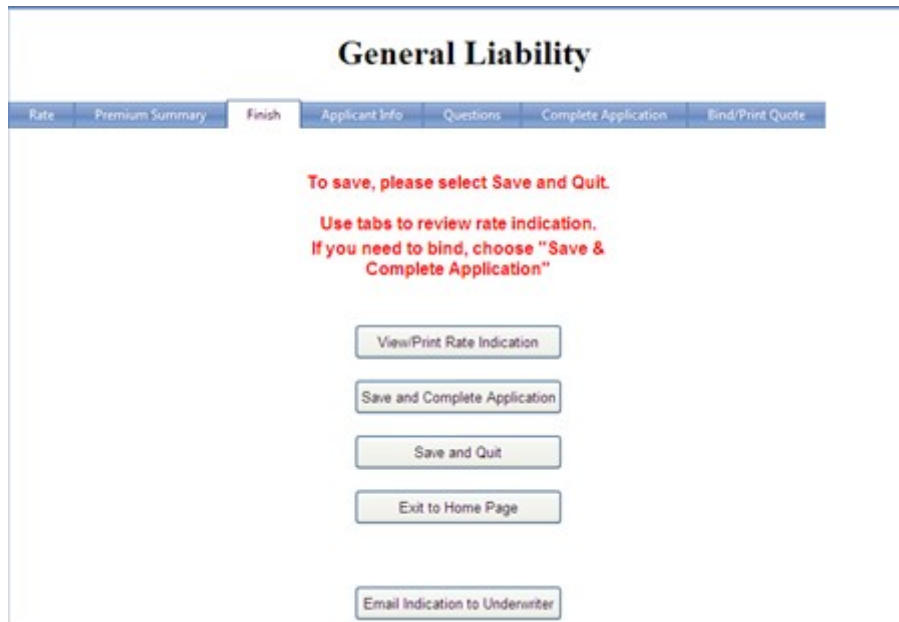 General Liability
Rate Premium Summary Finish Applicant Info Questions Complete Application Bind/Print Quote
To save, please select Save and Quit.
Use tabs to review rate indication.
If you need to bind, choose "Save &
Complete Application"
View/Print Rate Indication
Save and Complete Application
Save and Quit
Exit to Home Page
Email Indication to Underwriter